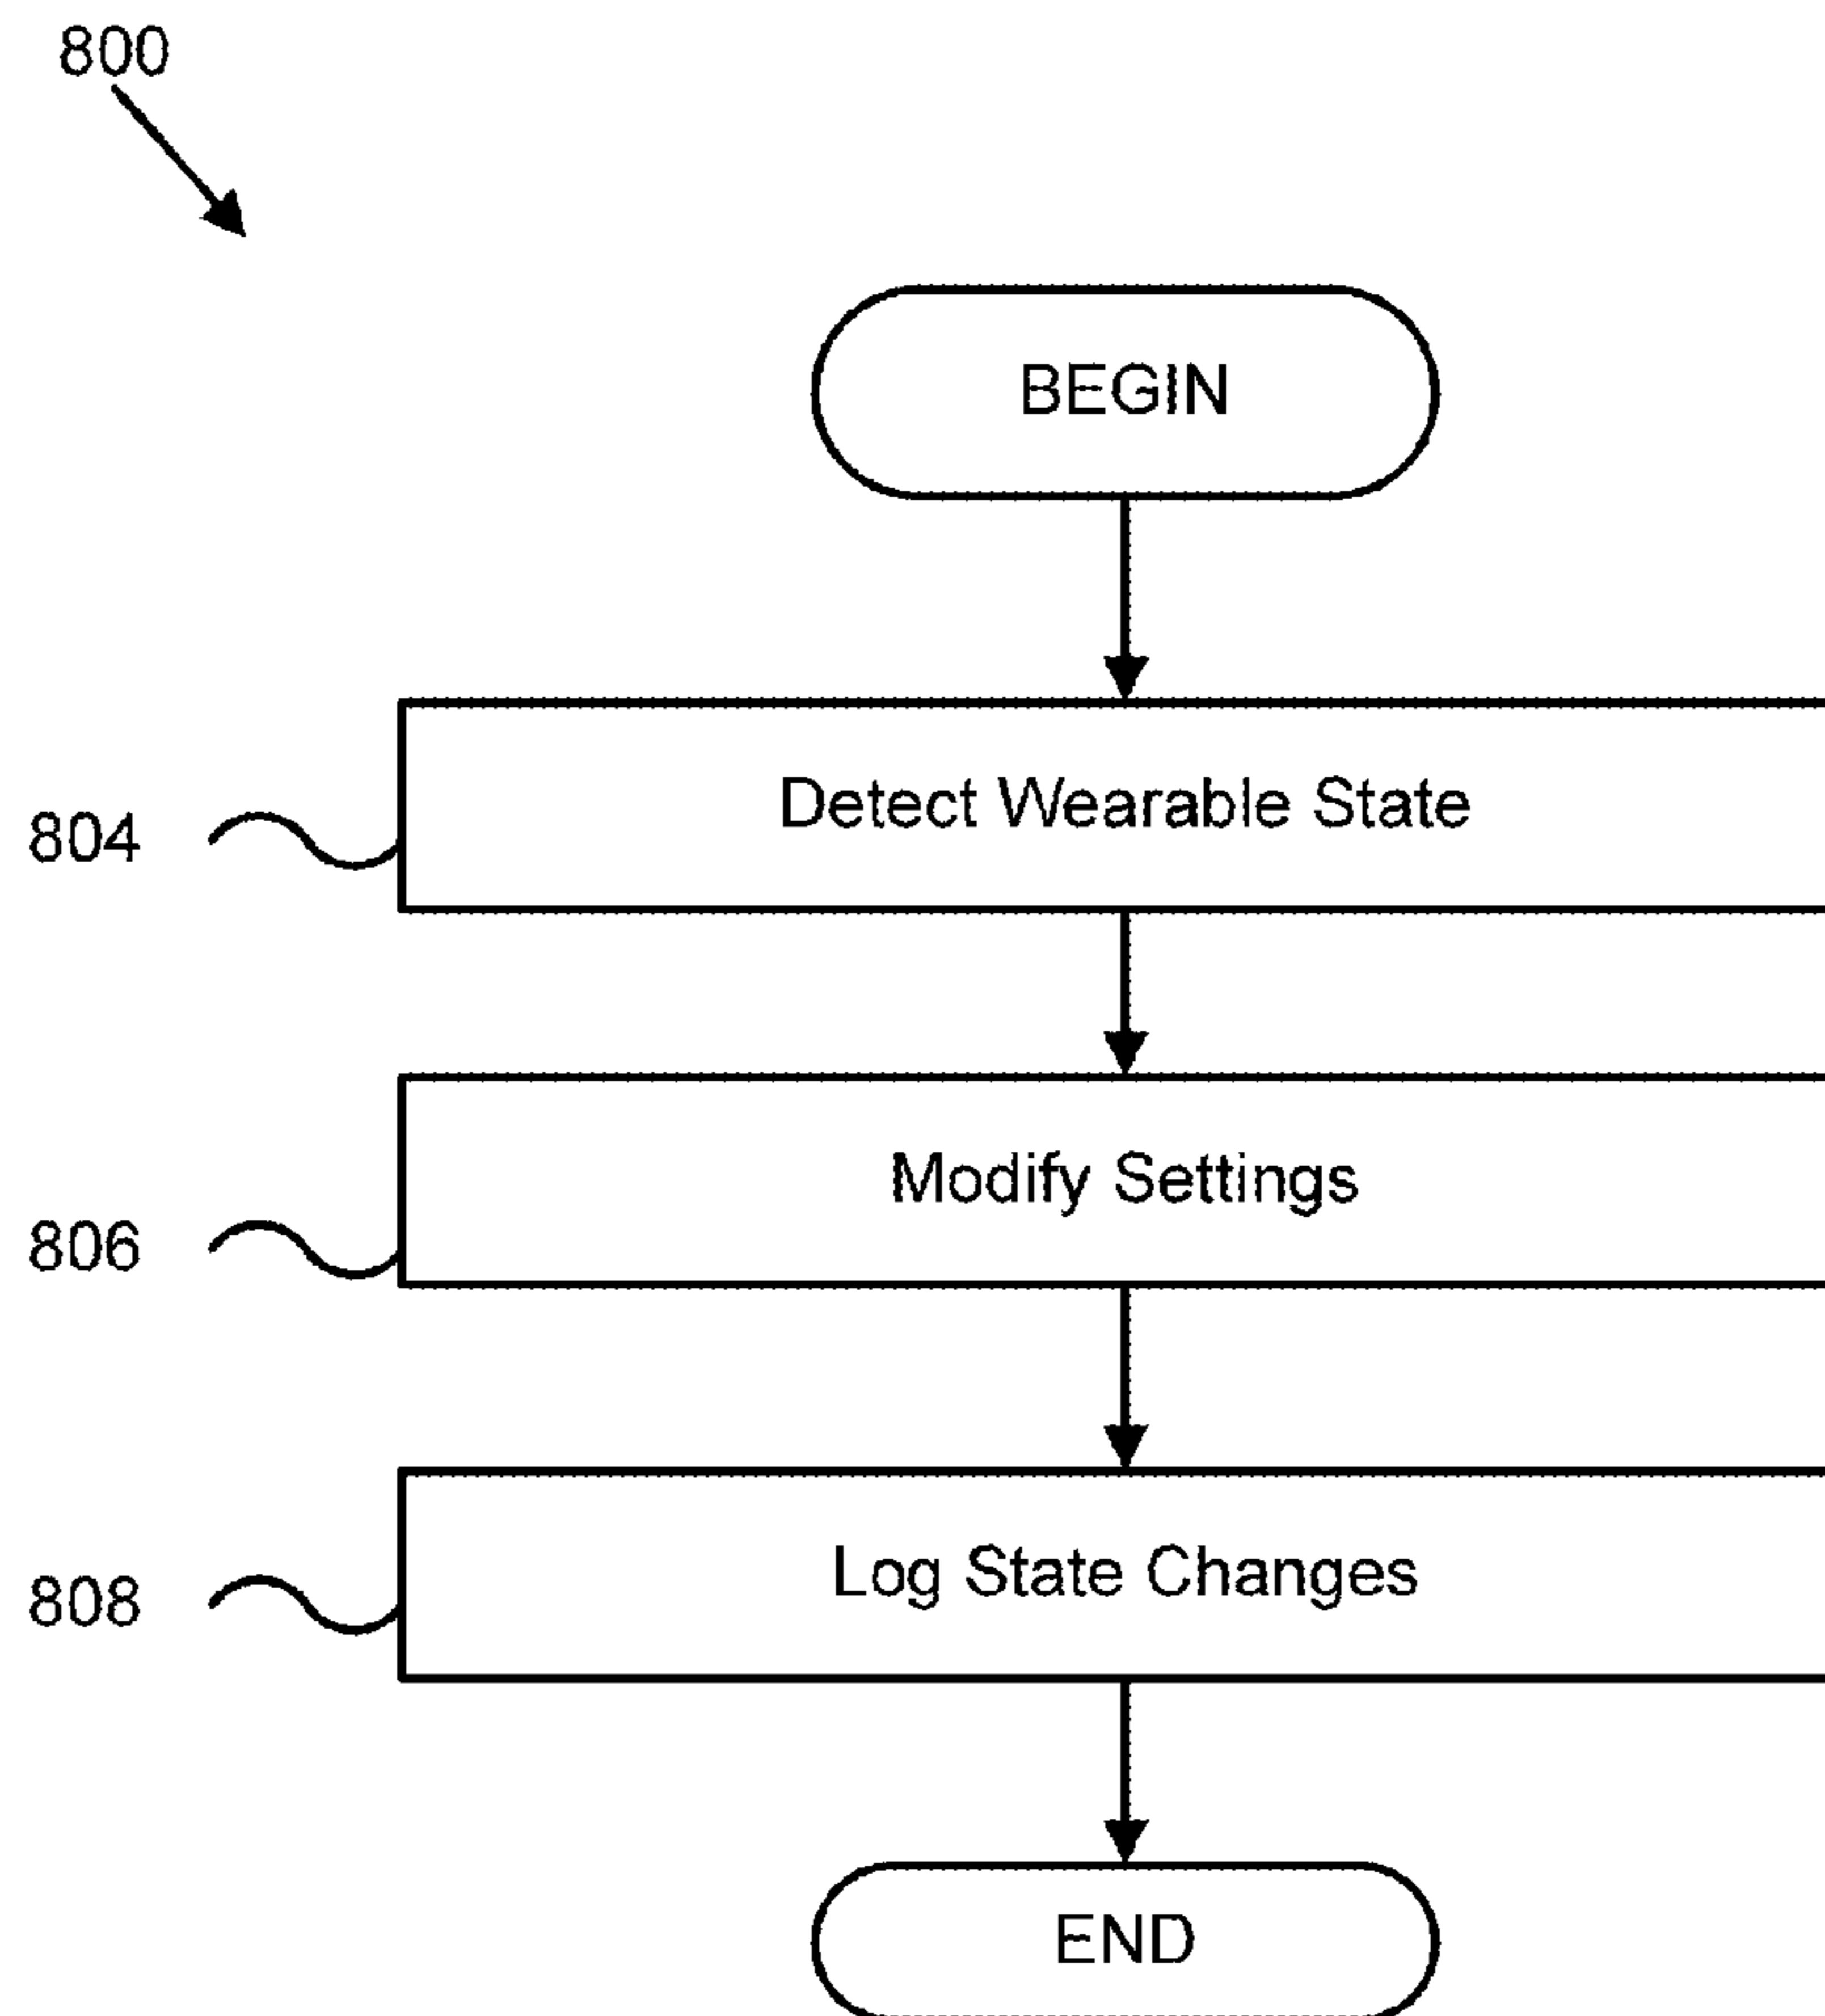 800
BEGIN
Detect Wearable State
804
Modify Settings
806
Log State Changes
808
END